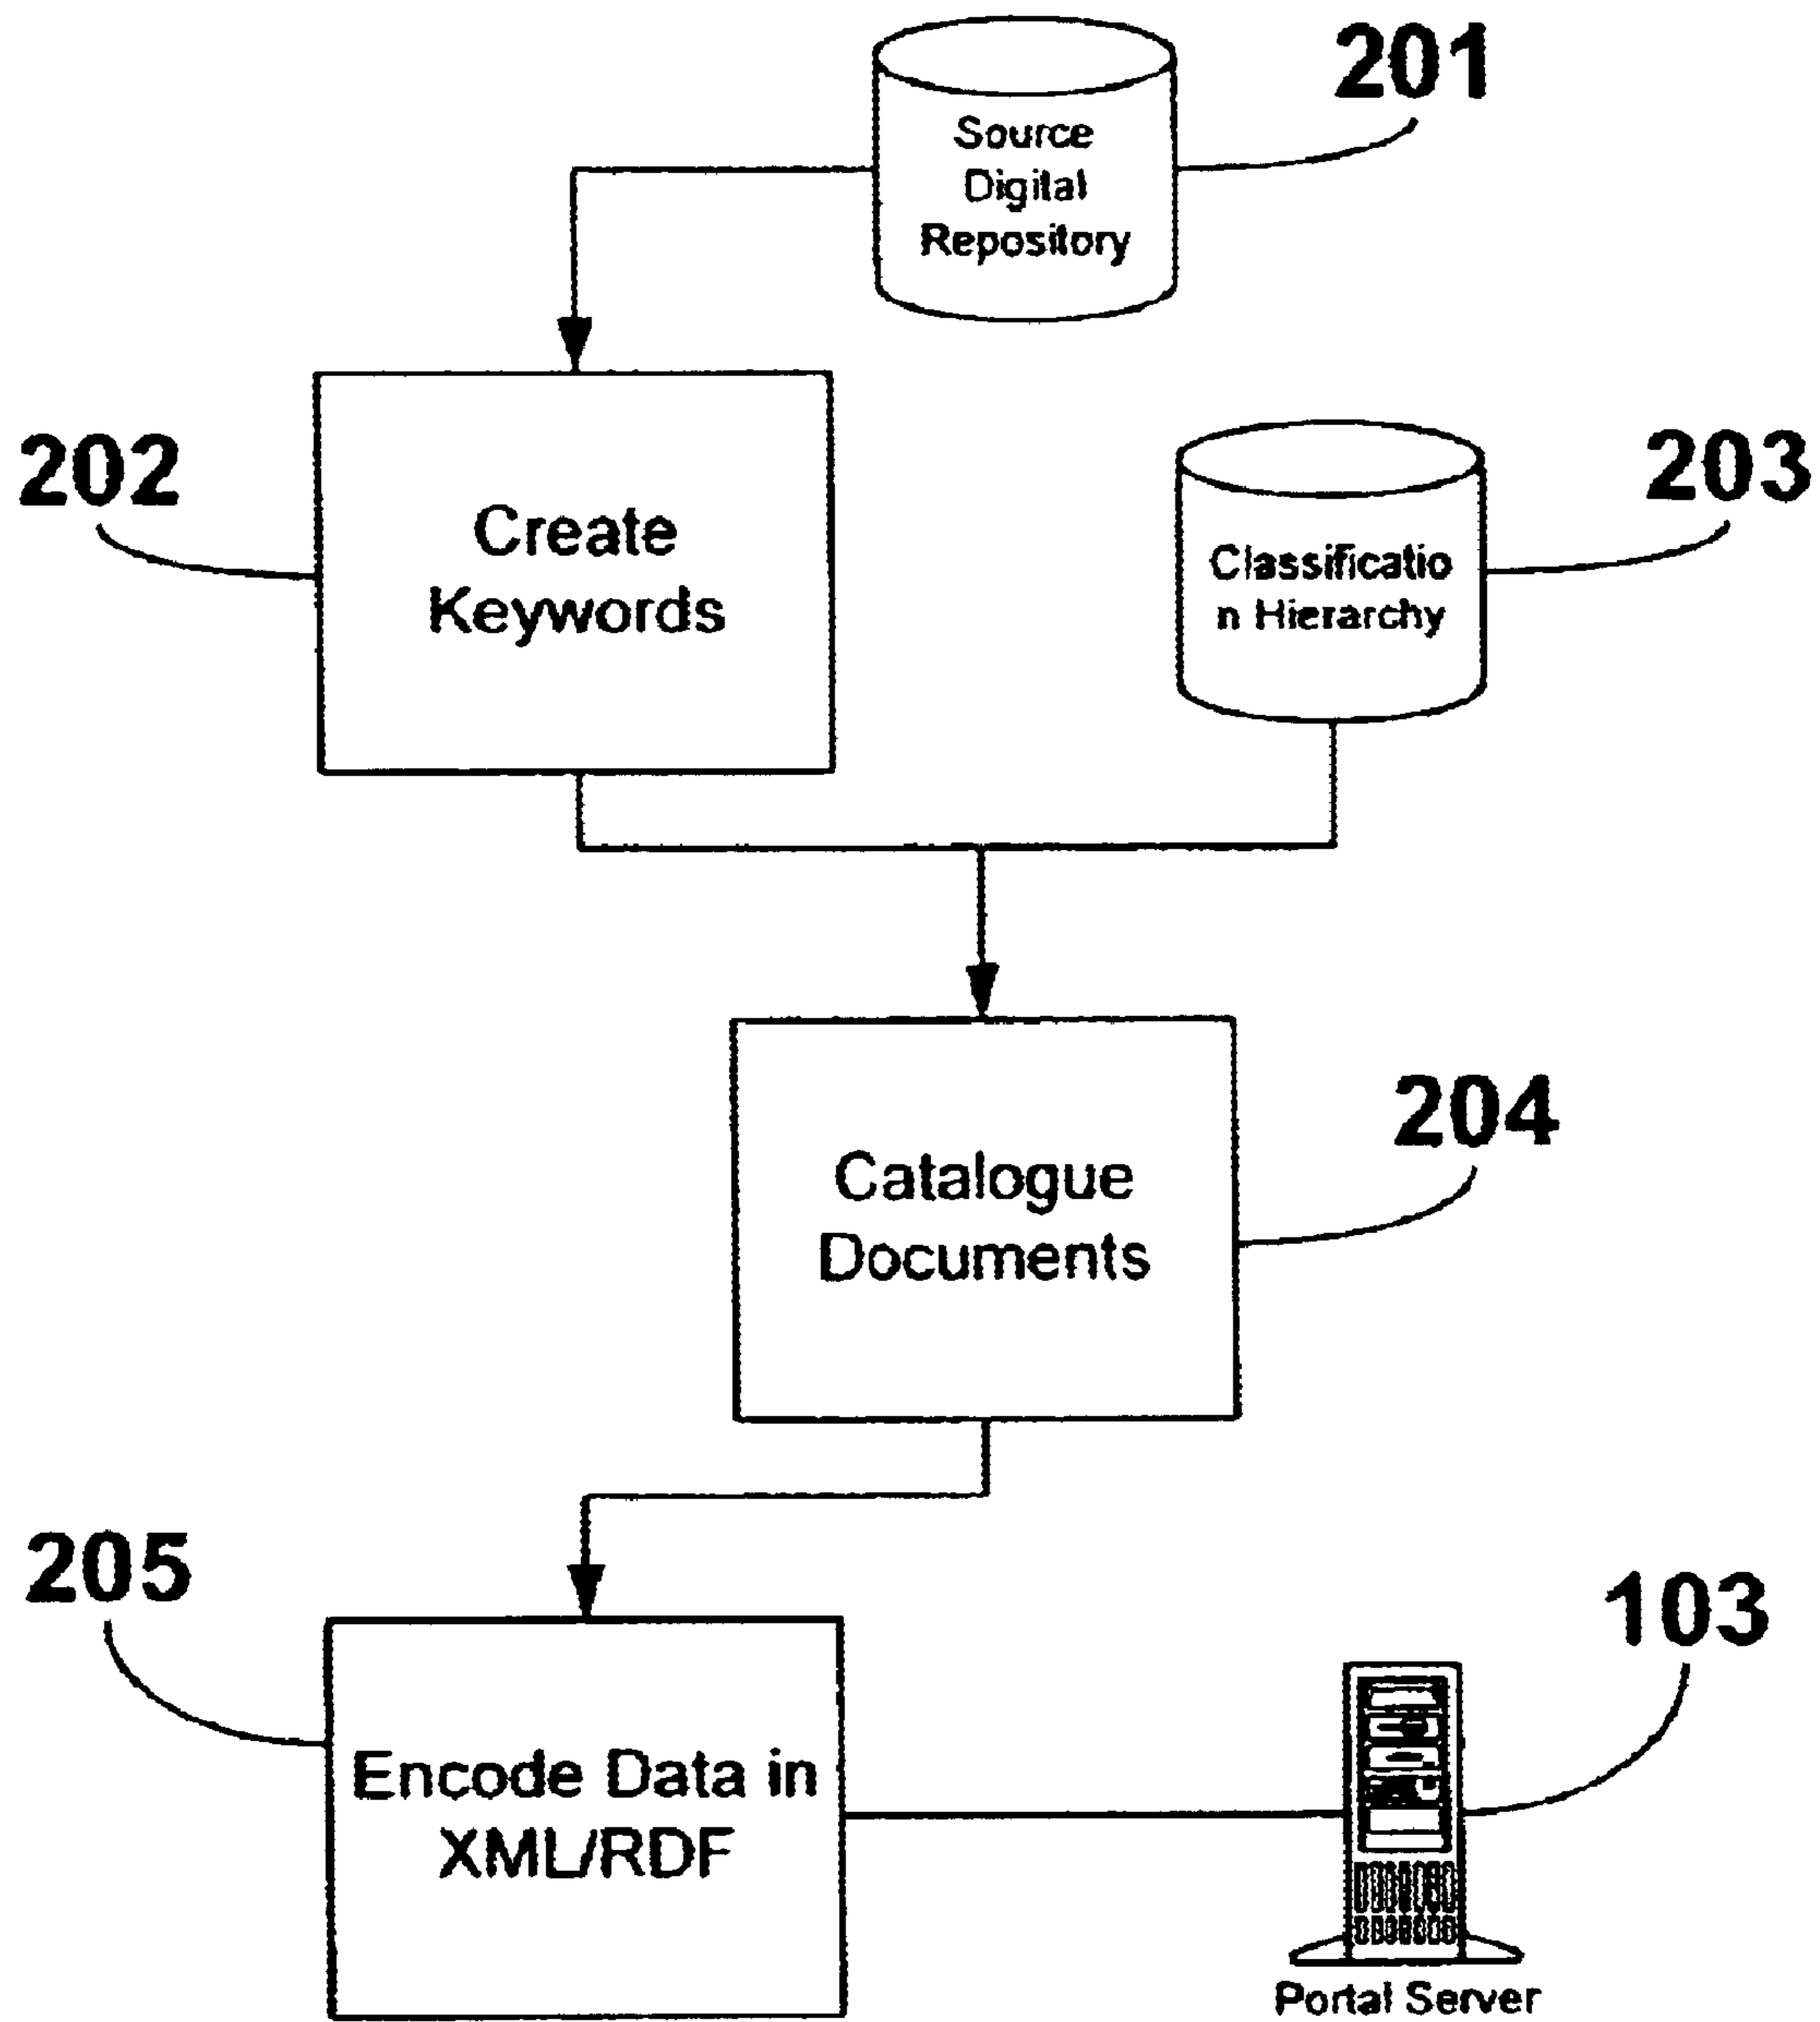 201
Source
Digital
Repository
202
Create
Keywords
203
Classificatio
n Hierarchy
204
Catalogue
Documents
205
Encode Data in
XML/RDF
103
Portal Server